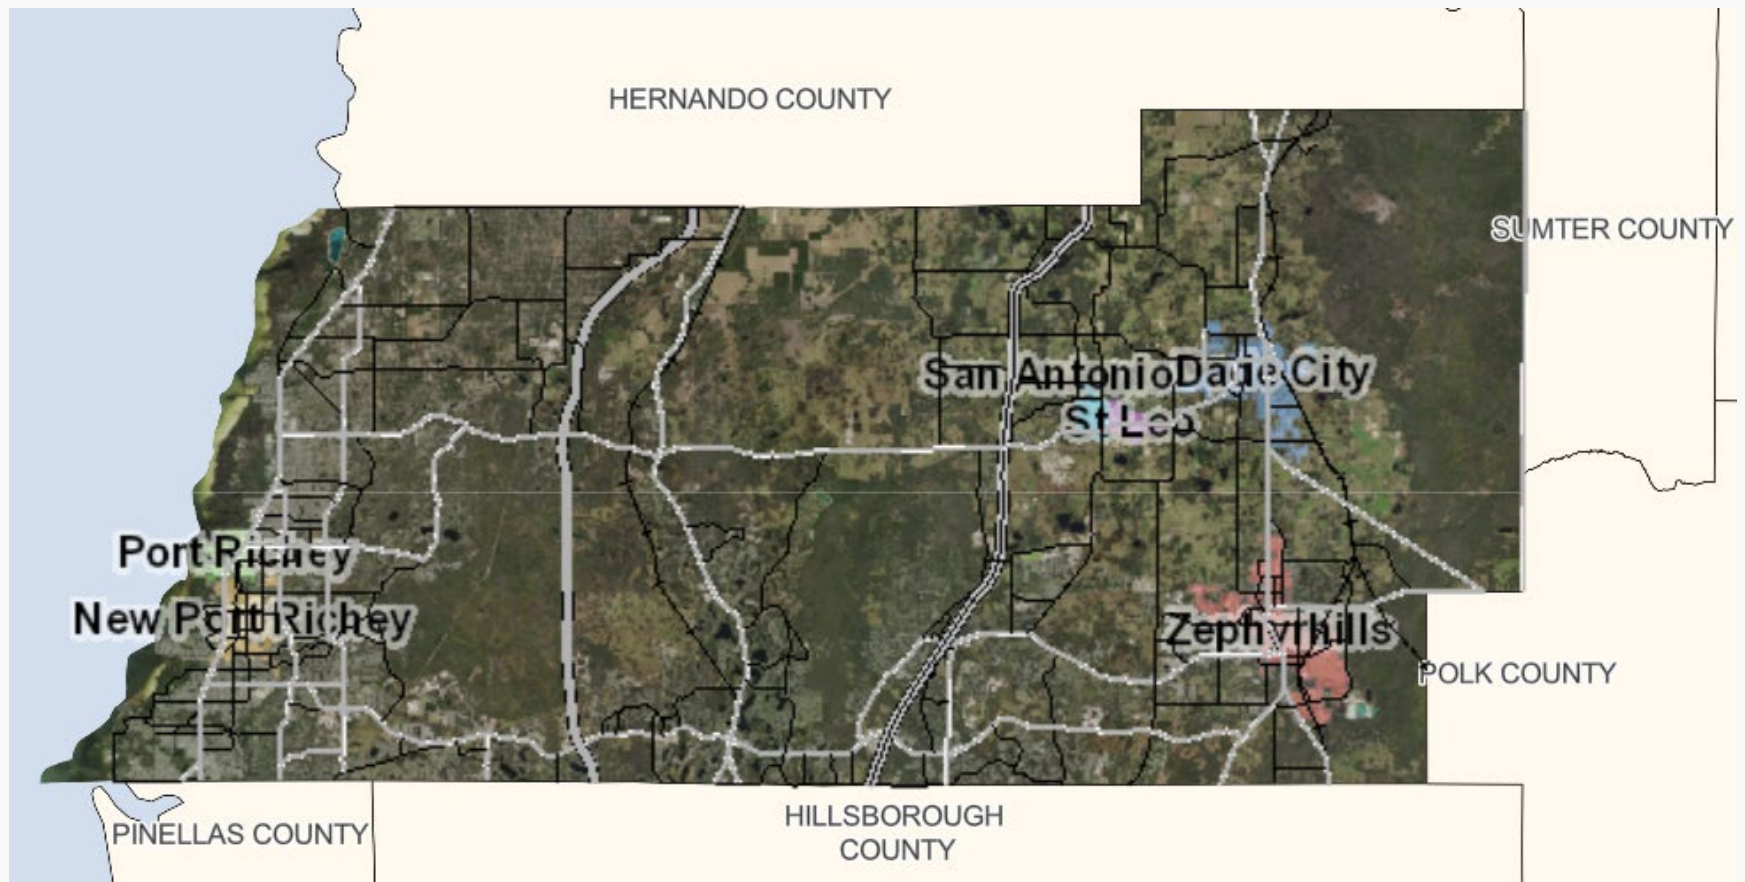 HERNANDO COUNTY
SUMTER COUNTY
San Antonio
Dade City
St Leo
Port Richey
New Port Richey
Zephyrhills
POLK COUNTY
PINELLAS COUNTY
HILLSBOROUGH
COUNTY